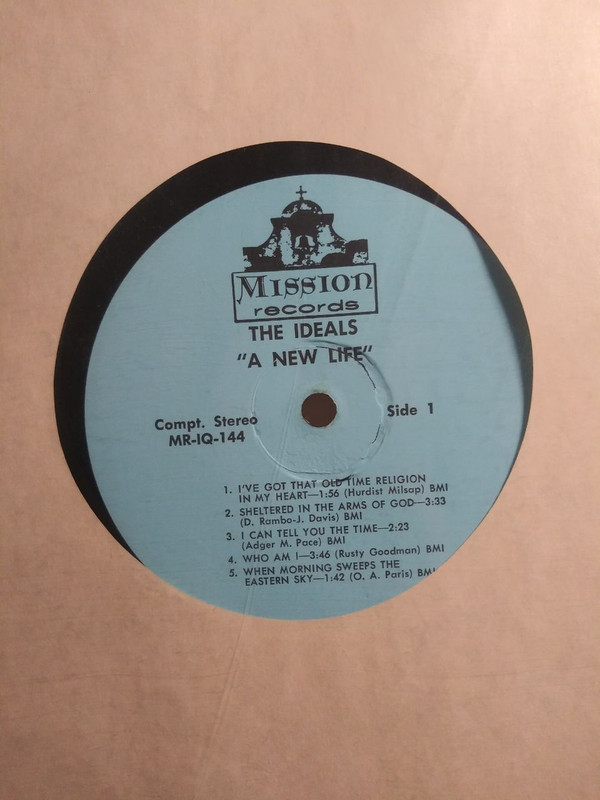 Mission
records
THE IDEALS
"A NEW LIFE"
Compt. Stereo
MR-IQ-144
Side 1
1. I'VE GOT THAT OLD TIME RELIGION
IN MY HEART—1:56 (Hurdist Milsap) BMI
2. SHELTERED IN THE ARMS OF GOD—3:33
(D. Rambo-J. Davis) BMI
3. I CAN TELL YOU THE TIME—2:23
(Adger M. Pace) BMI
4. WHO AM I—3:46 (Rusty Goodman) BMI
5. WHEN MORNING SWEEPS THE
EASTERN SKY—1:42 (O. A. Paris) BMI